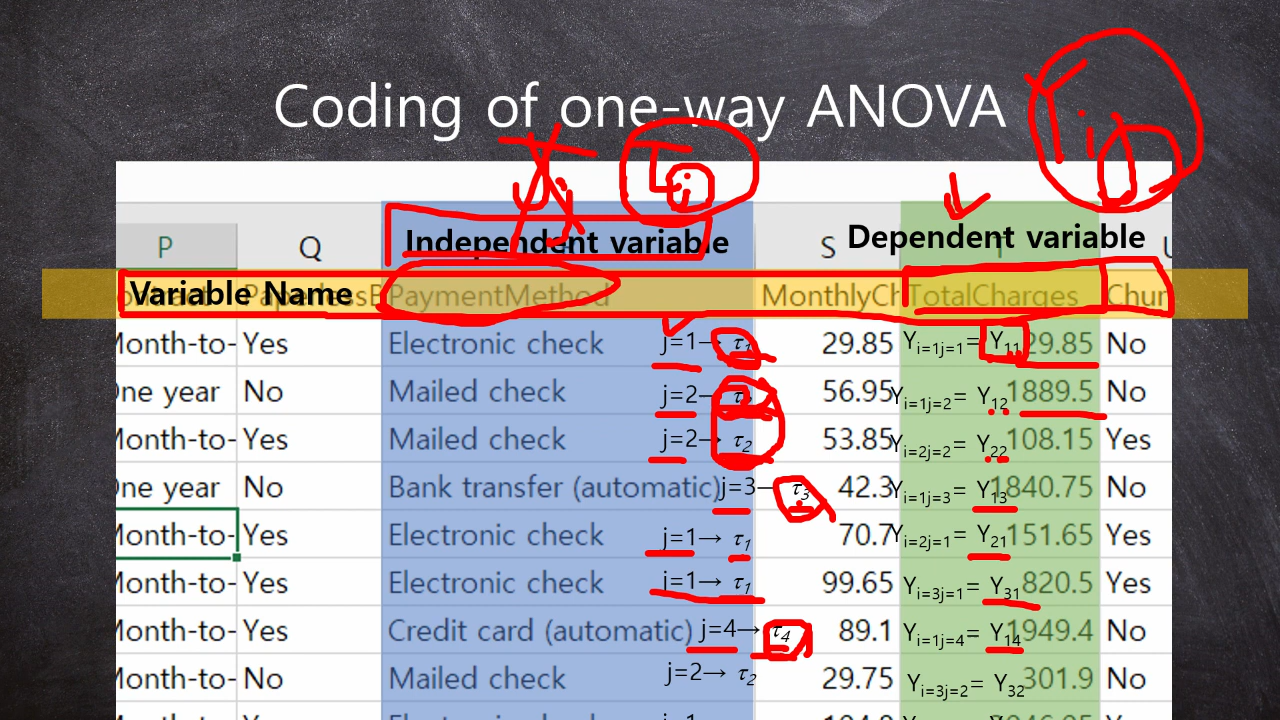 Coding of one-way ANOVA
Y i j
τ j
P Q Independent variable S Dependent variable
Variable Name PaymentMethod MonthlyCh TotalCharges Chur
Month-to- Yes Electronic check j=1→ τ1 29.85 Yi=1j=1= Y11 29.85 No
One year No Mailed check j=2→ τ2 56.95 Yi=1j=2= Y12 1889.5 No
Month-to- Yes Mailed check j=2→ τ2 53.85 Yi=2j=2= Y22 108.15 Yes
One year No Bank transfer (automatic) j=3→ τ3 42.3 Yi=1j=3= Y13 1840.75 No
Month-to- Yes Electronic check j=1→ τ1 70.7 Yi=2j=1= Y21 151.65 Yes
Month-to- Yes Electronic check j=1→ τ1 99.65 Yi=3j=1= Y31 820.5 Yes
Month-to- Yes Credit card (automatic) j=4→ τ4 89.1 Yi=1j=4= Y14 1949.4 No
Month-to- No Mailed check j=2→ τ2 29.75 Yi=3j=2= Y32 301.9 No